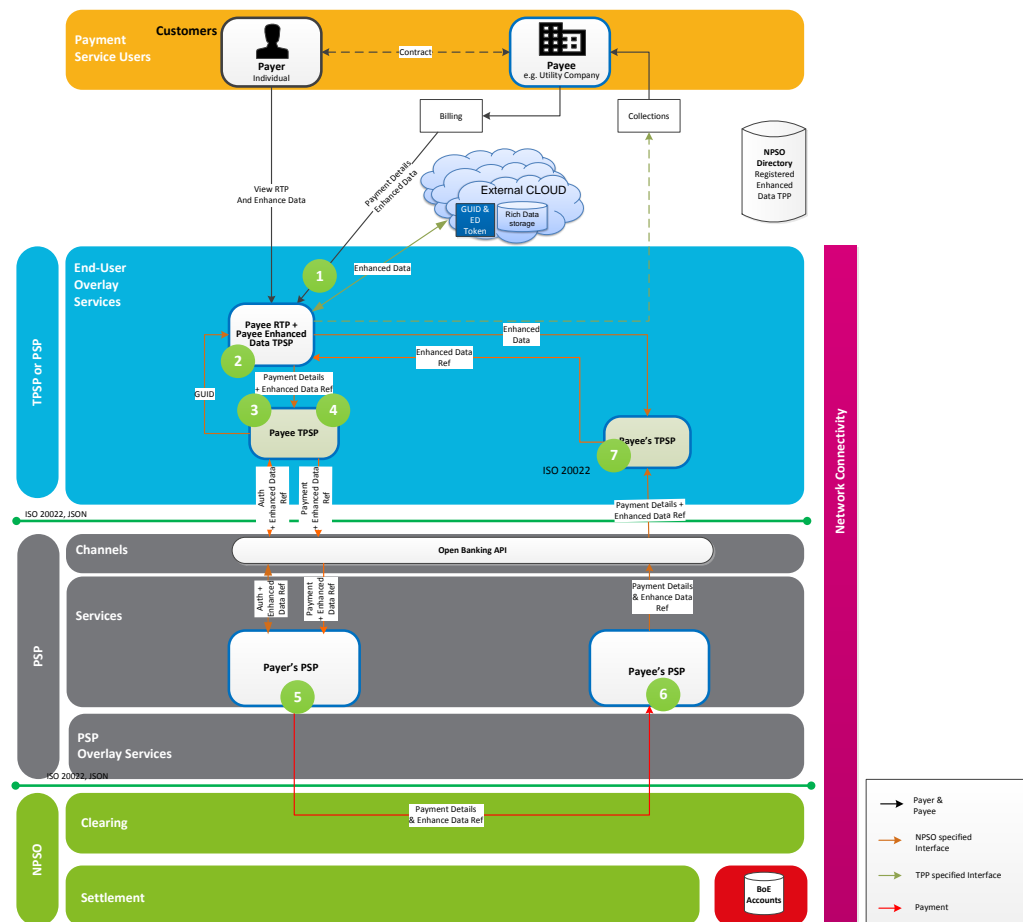 Payment
Service Users
Customers
Payer
Individual
Contract
Payee
e.g. Utility Company
Billing
Collections
NPSO
Directory
Registered
Enhanced
Data TPP
View RTP
And Enhance Data
Payment Details
Enhanced Data
External CLOUD
GUID &
ED
Token
Rich Data
storage
TPSP or PSP
End-User
Overlay
Services
1
Enhanced Data
Payee RTP +
Payee Enhanced
Data TPSP
2
Enhanced
Data
Enhanced Data
Ref
GUID
Payment Details
+ Enhanced Data Ref
3
4
Payee TPSP
Payee's TPSP
7
ISO 20022
Auth
+ Enhanced Data
Ref
Payment
+ Enhanced Data
Ref
Payment Details +
Enhanced Data Ref
Network Connectivity
ISO 20022, JSON
PSP
Channels
Open Banking API
Services
Auth +
Enhanced
Data Ref
Payment
+ Enhanced
Data Ref
Payment Details
& Enhance Data
Ref
Payer's PSP
5
Payee's PSP
6
PSP
Overlay Services
ISO 20022, JSON
NPSO
Clearing
Payment Details
& Enhance Data Ref
Settlement
BoE
Accounts
Payer &
Payee
NPSO specified
Interface
TPP specified Interface
Payment